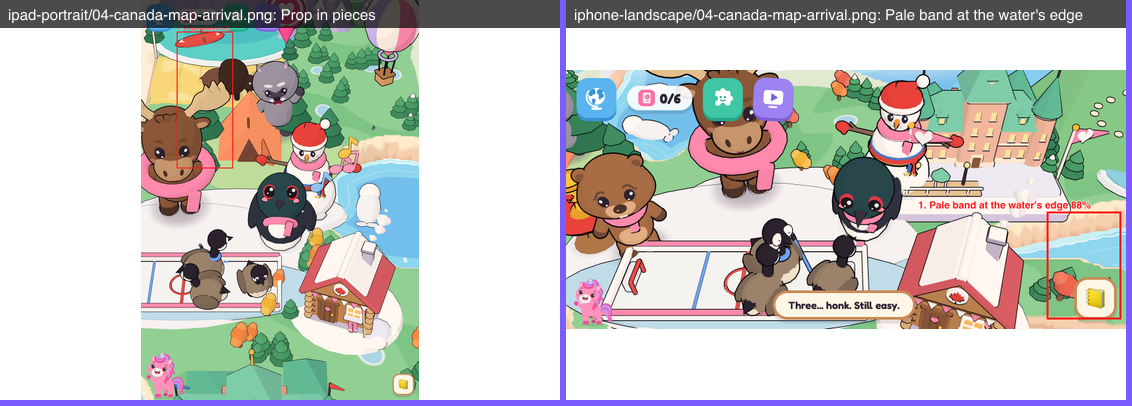 ipad-portrait/04-canada-map-arrival.png: Prop in pieces
iphone-landscape/04-canada-map-arrival.png: Pale band at the water's edge
0/6
1. Pale band at the water's edge 88%
Three... honk. Still easy.